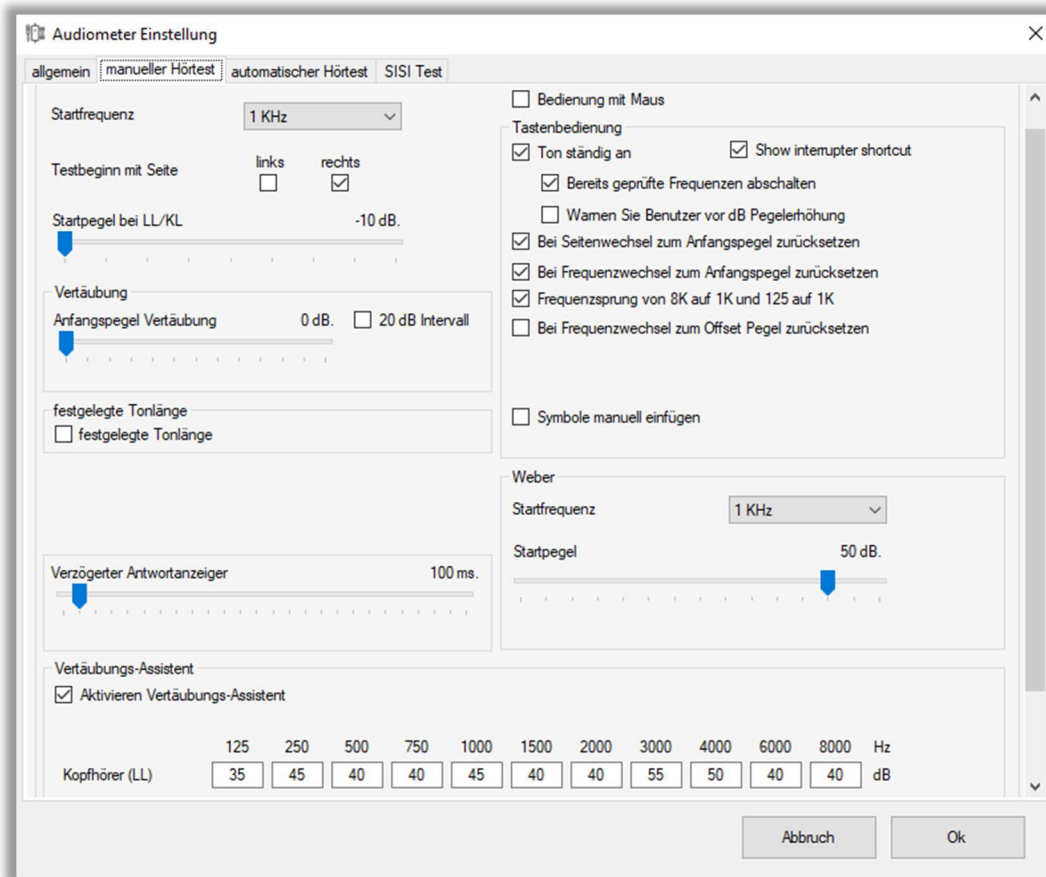 Audiometer Einstellung
allgemein manueller Hörtest automatischer Hörtest SISI Test
Startfrequenz 1 KHz
Testbeginn mit Seite links rechts
Startpegel bei LL/KL -10 dB.
Vertäubung
Anfangspegel Vertäubung 0 dB. 20 dB Intervall
festgelegte Tonlänge
festgelegte Tonlänge
Verzögerter Antwortanzeiger 100 ms.
Bedienung mit Maus
Tastenbedienung
Ton ständig an Show interrupter shortcut
Bereits geprüfte Frequenzen abschalten
Warnen Sie Benutzer vor dB Pegelerhöhung
Bei Seitenwechsel zum Anfangspegel zurücksetzen
Bei Frequenzwechsel zum Anfangspegel zurücksetzen
Frequenzsprung von 8K auf 1K und 125 auf 1K
Bei Frequenzwechsel zum Offset Pegel zurücksetzen
Symbole manuell einfügen
Weber
Startfrequenz 1 KHz
Startpegel 50 dB.
Vertäubungs-Assistent
Aktivieren Vertäubungs-Assistent
125 250 500 750 1000 1500 2000 3000 4000 6000 8000 Hz
Kopfhörer (LL) 35 45 40 40 45 40 40 55 50 40 40 dB
Abbruch Ok